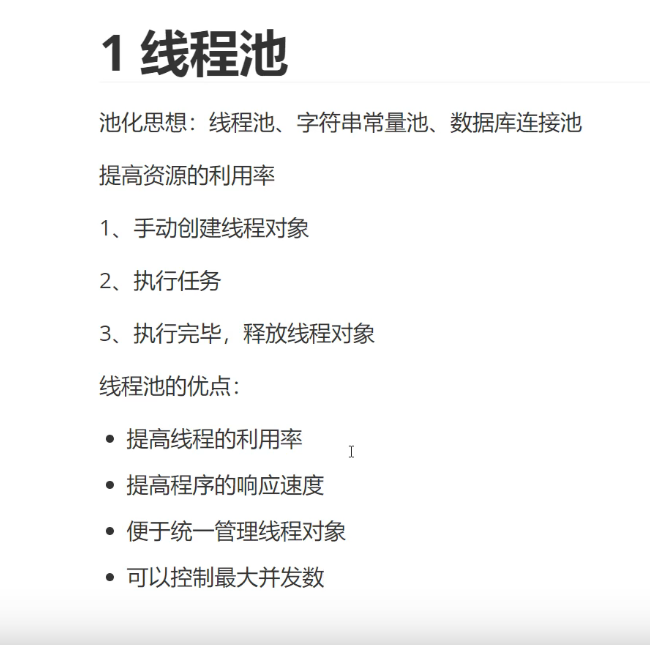 1 线程池
池化思想：线程池、字符串常量池、数据库连接池
提高资源的利用率
1、手动创建线程对象
2、执行任务
3、执行完毕，释放线程对象
线程池的优点：
• 提高线程的利用率
• 提高程序的响应速度
• 便于统一管理线程对象
• 可以控制最大并发数